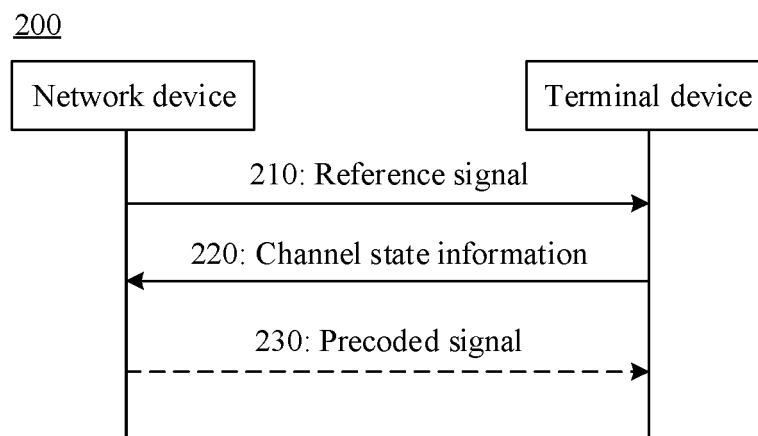 200
Network device
Terminal device
210: Reference signal
220: Channel state information
230: Precoded signal